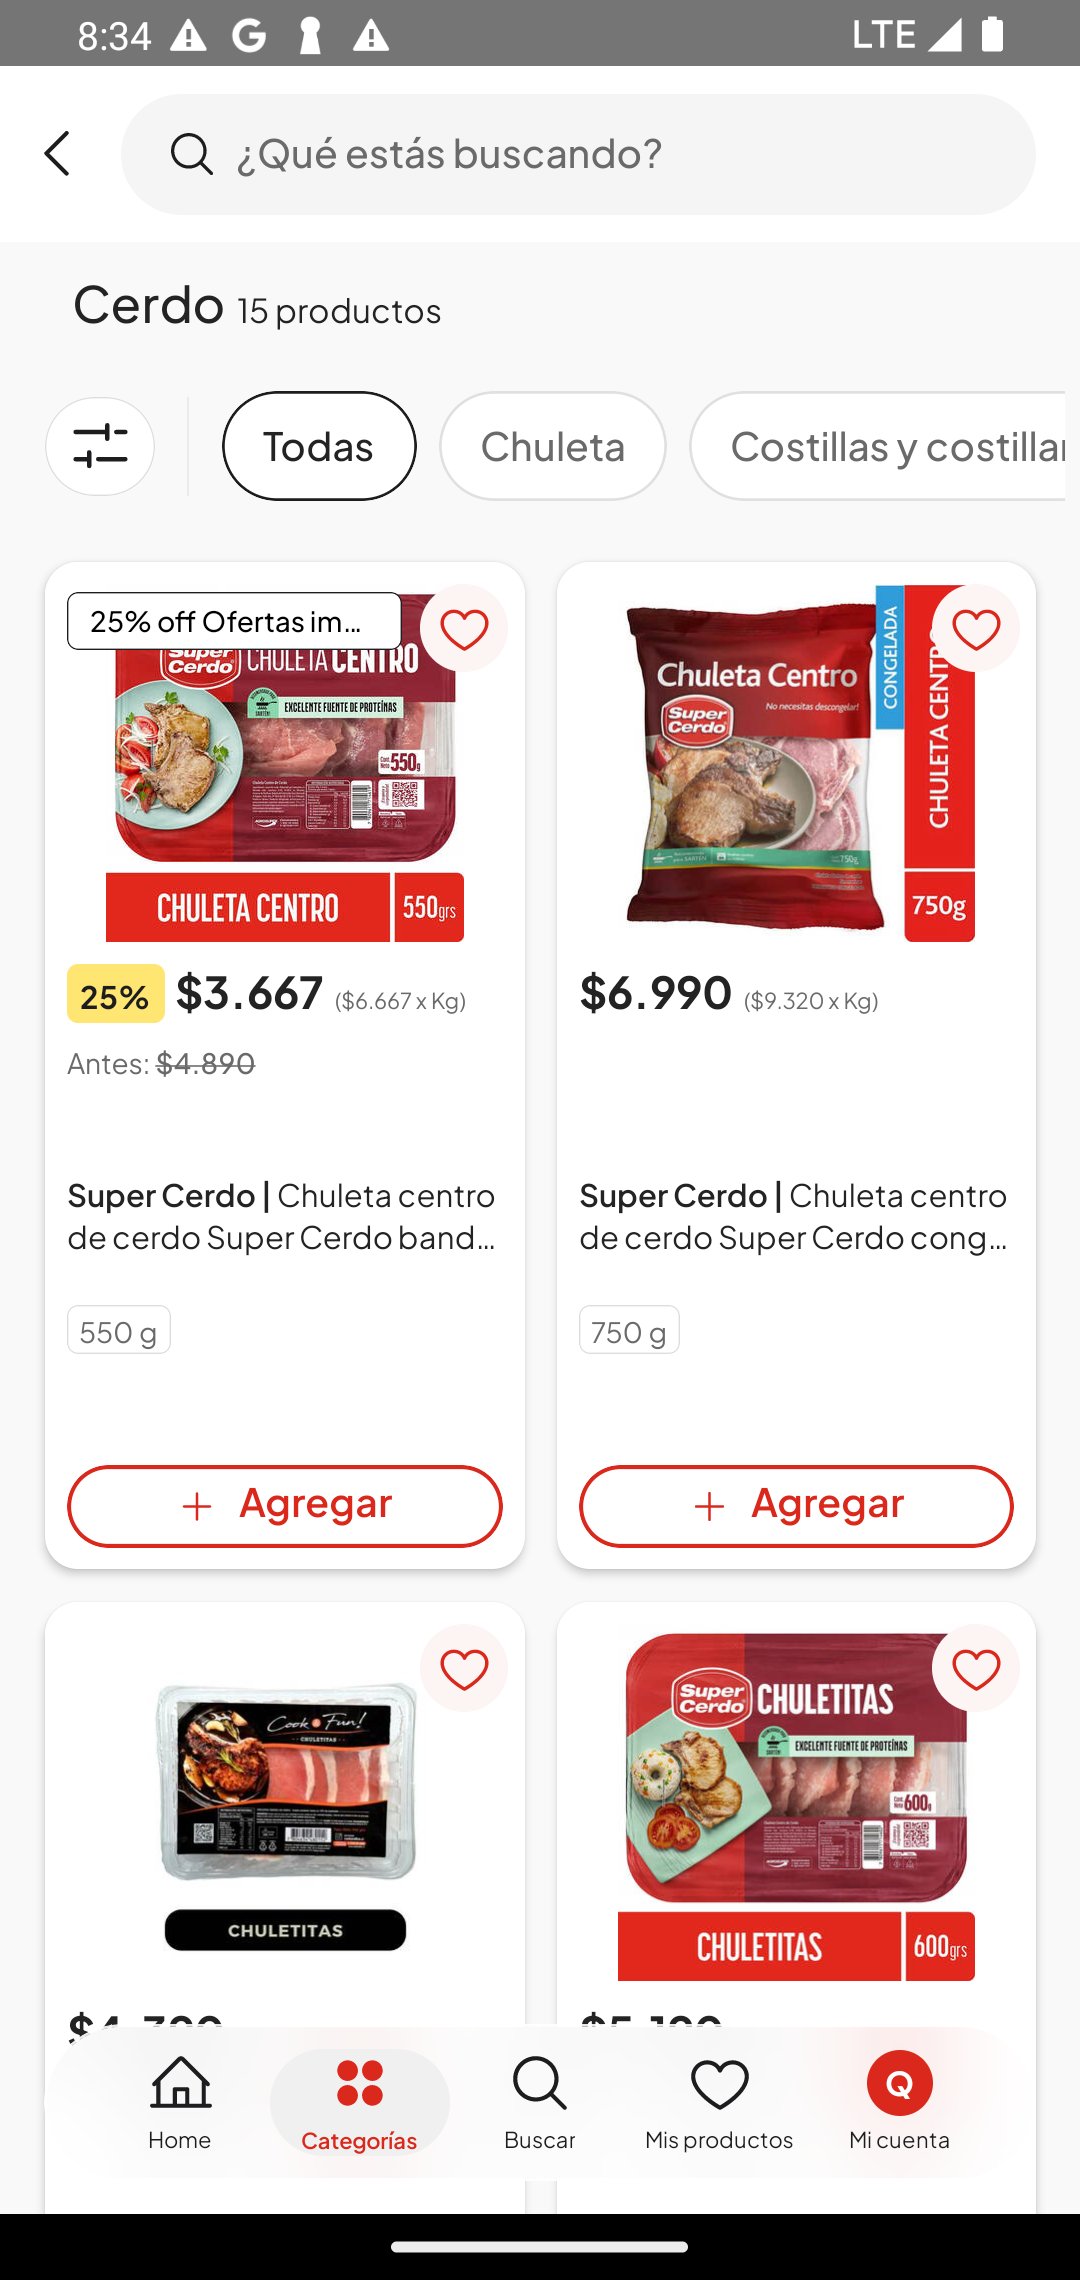 8:34
LTE
¿Qué estás buscando?
Cerdo 15 productos
Todas
Chuleta
Costillas y costillar
25% off Ofertas im...
Super Cerdo CHULETA CENTRO
EXCELENTE FUENTE DE PROTEÍNAS
550g
CHULETA CENTRO 550grs
Chuleta Centro
No necesitas descongelar!
Super Cerdo
750g
CONGELADA
CHULETA CENTRO
750g
25% $3.667 ($6.667 x Kg)
Antes: $4.890
$6.990 ($9.320 x Kg)
Super Cerdo | Chuleta centro
de cerdo Super Cerdo band...
550 g
Super Cerdo | Chuleta centro
de cerdo Super Cerdo cong...
750 g
+ Agregar
+ Agregar
Cook & Fun!
CHULETITAS
CHULETITAS
Super Cerdo CHULETITAS
EXCELENTE FUENTE DE PROTEÍNAS
600g
CHULETITAS 600grs
Home
Categorías
Buscar
Mis productos
Q
Mi cuenta